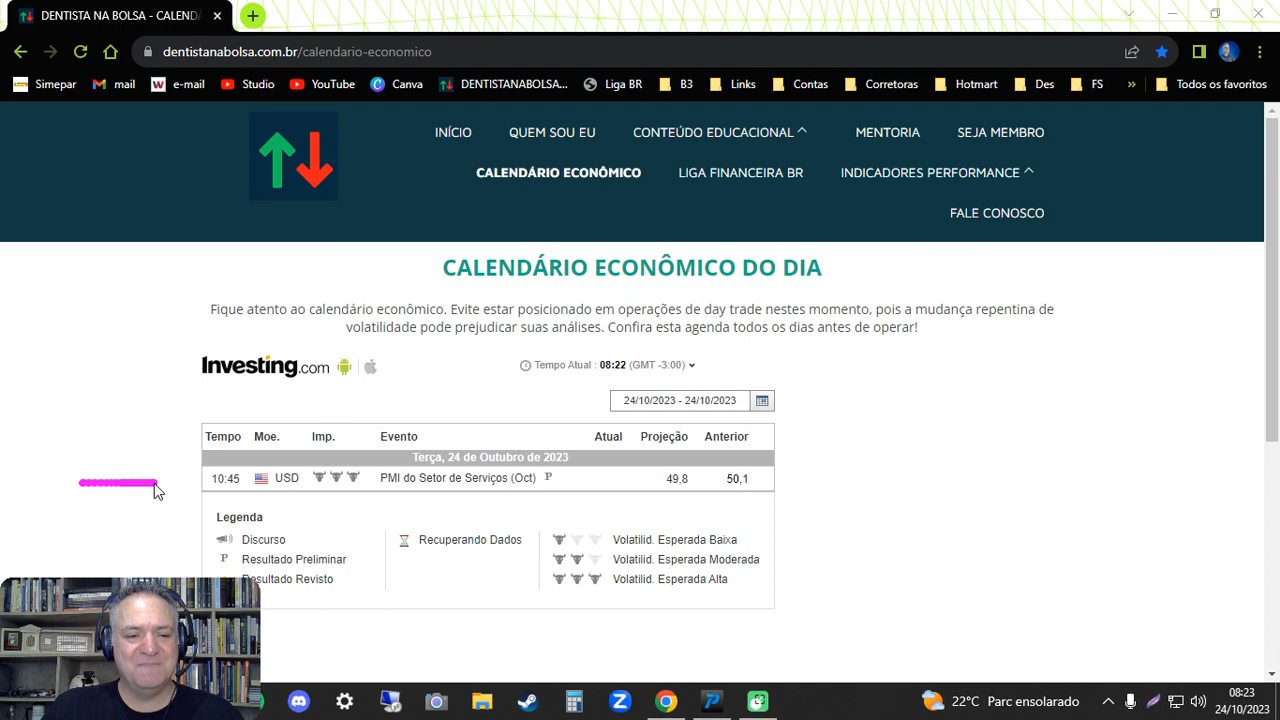 DENTISTA NA BOLSA - CALEND
dentistanabolsa.com.br/calendario-economico
Simepar mail e-mail Studio YouTube Canva DENTISTANABOLSA... Liga BR B3 Links Contas Corretoras Hotmart Des FS » Todos os favoritos
INÍCIO QUEM SOU EU CONTEÚDO EDUCACIONAL MENTORIA SEJA MEMBRO
CALENDÁRIO ECONÔMICO LIGA FINANCEIRA BR INDICADORES PERFORMANCE
FALE CONOSCO
CALENDÁRIO ECONÔMICO DO DIA
Fique atento ao calendário econômico. Evite estar posicionado em operações de day trade nestes momento, pois a mudança repentina de
volatilidade pode prejudicar suas análises. Confira esta agenda todos os dias antes de operar!
Investing.com Tempo Atual : 08:22 (GMT -3:00)
24/10/2023 - 24/10/2023
Tempo Moe. Imp. Evento Atual Projeção Anterior
Terça, 24 de Outubro de 2023
10:45 USD PMI do Setor de Serviços (Oct) P 49,8 50,1
Legenda
Discurso Recuperando Dados Volatilid. Esperada Baixa
P Resultado Preliminar Volatilid. Esperada Moderada
Resultado Revisto Volatilid. Esperada Alta
22°C Parc ensolarado 08:23
24/10/2023